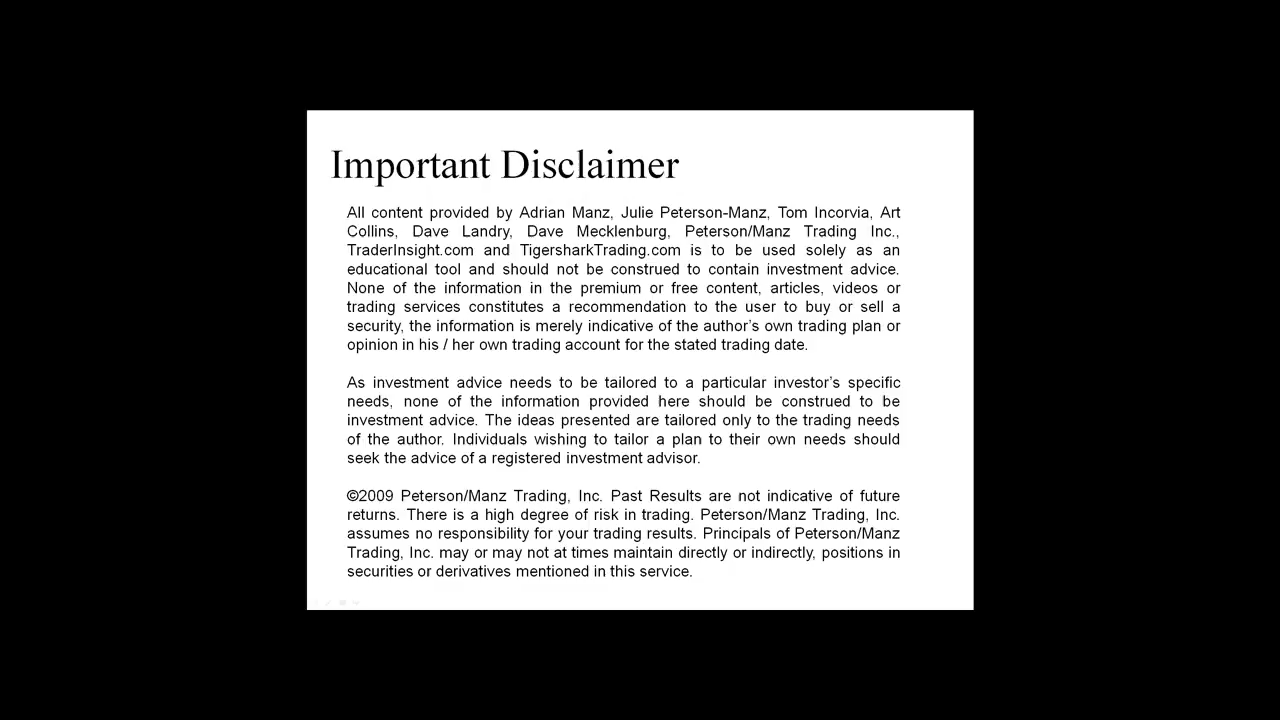 Important Disclaimer
All content provided by Adrian Manz, Julie Peterson-Manz, Tom Incorvia, Art
Collins, Dave Landry, Dave Mecklenburg, Peterson/Manz Trading Inc.,
TraderInsight.com and TigersharkTrading.com is to be used solely as an
educational tool and should not be construed to contain investment advice.
None of the information in the premium or free content, articles, videos or
trading services constitutes a recommendation to the user to buy or sell a
security, the information is merely indicative of the author’s own trading plan or
opinion in his / her own trading account for the stated trading date.
As investment advice needs to be tailored to a particular investor’s specific
needs, none of the information provided here should be construed to be
investment advice. The ideas presented are tailored only to the trading needs
of the author. Individuals wishing to tailor a plan to their own needs should
seek the advice of a registered investment advisor.
©2009 Peterson/Manz Trading, Inc. Past Results are not indicative of future
returns. There is a high degree of risk in trading. Peterson/Manz Trading, Inc.
assumes no responsibility for your trading results. Principals of Peterson/Manz
Trading, Inc. may or may not at times maintain directly or indirectly, positions in
securities or derivatives mentioned in this service.